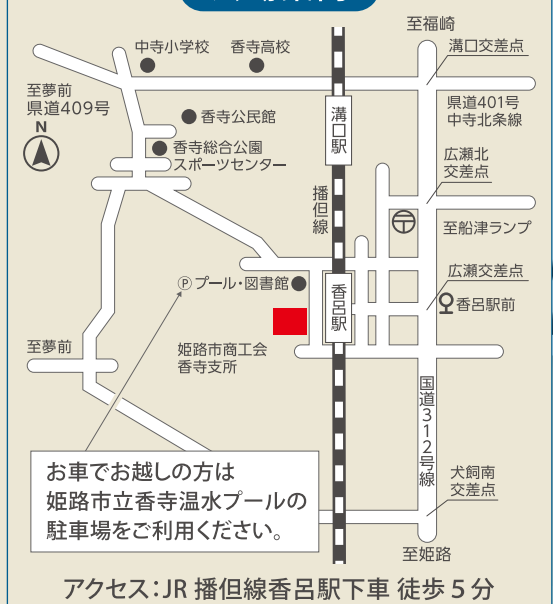 至福崎
中寺小学校
香寺高校
溝口交差点
至夢前
県道409号
N
香寺公民館
溝口駅
県道401号
中寺北条線
香寺総合公園
スポーツセンター
広瀬北
交差点
播但線
至船津ランプ
Ⓟプール・図書館
香呂駅
広瀬交差点
香呂駅前
至夢前
姫路市商工会
香寺支所
国道312号線
お車でお越しの方は
姫路市立香寺温水プールの
駐車場をご利用ください。
犬飼南
交差点
至姫路
アクセス：JR 播但線香呂駅下車 徒歩5分